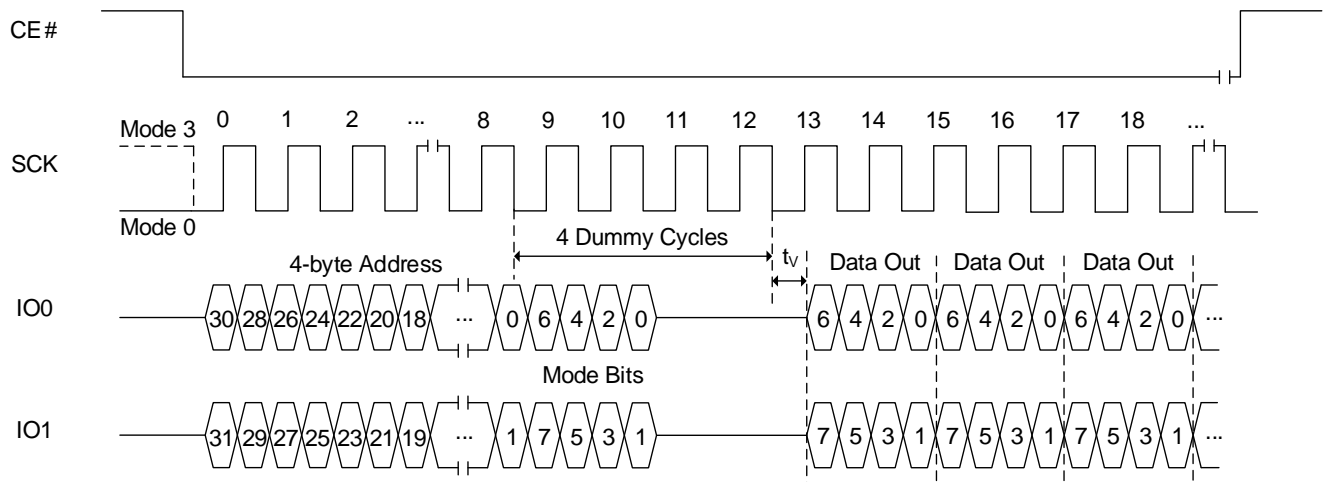 CE#
0 1 2 ... 8 9 10 11 12 13 14 15 16 17 18 ...
Mode 3
SCK
Mode 0
4 Dummy Cycles
4-byte Address tV Data Out Data Out Data Out
IO0 30 28 26 24 22 20 18 ... 0 6 4 2 0 6 4 2 0 6 4 2 0 6 4 2 0 ...
Mode Bits
IO1 31 29 27 25 23 21 19 ... 1 7 5 3 1 7 5 3 1 7 5 3 1 7 5 3 1 ...